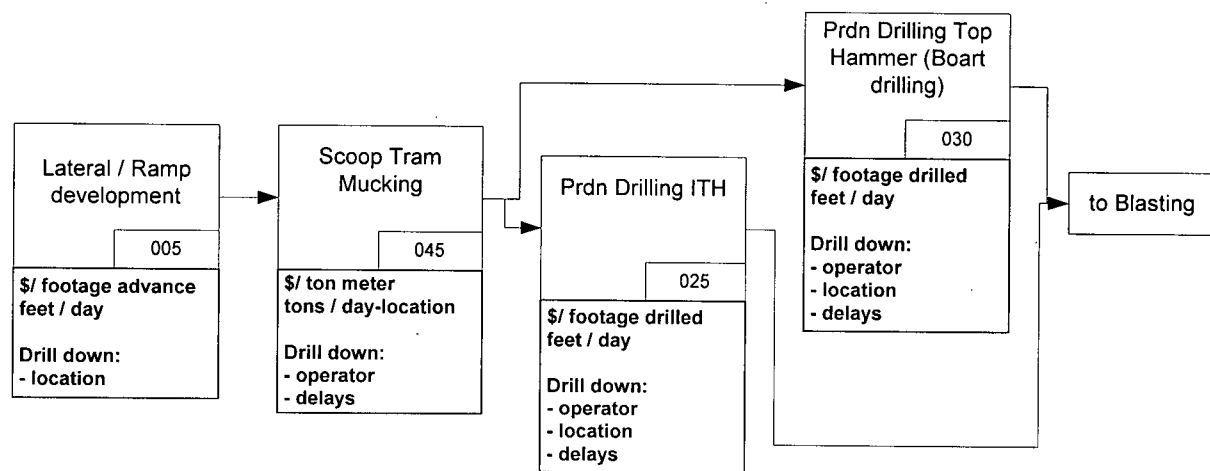 Lateral / Ramp
development
005
$/ footage advance
feet / day
Drill down:
- location
Scoop Tram
Mucking
045
$/ ton meter
tons / day-location
Drill down:
- operator
- delays
Prdn Drilling ITH
025
$/ footage drilled
feet / day
Drill down:
- operator
- location
- delays
Prdn Drilling Top
Hammer (Boart
drilling)
030
$/ footage drilled
feet / day
Drill down:
- operator
- location
- delays
to Blasting